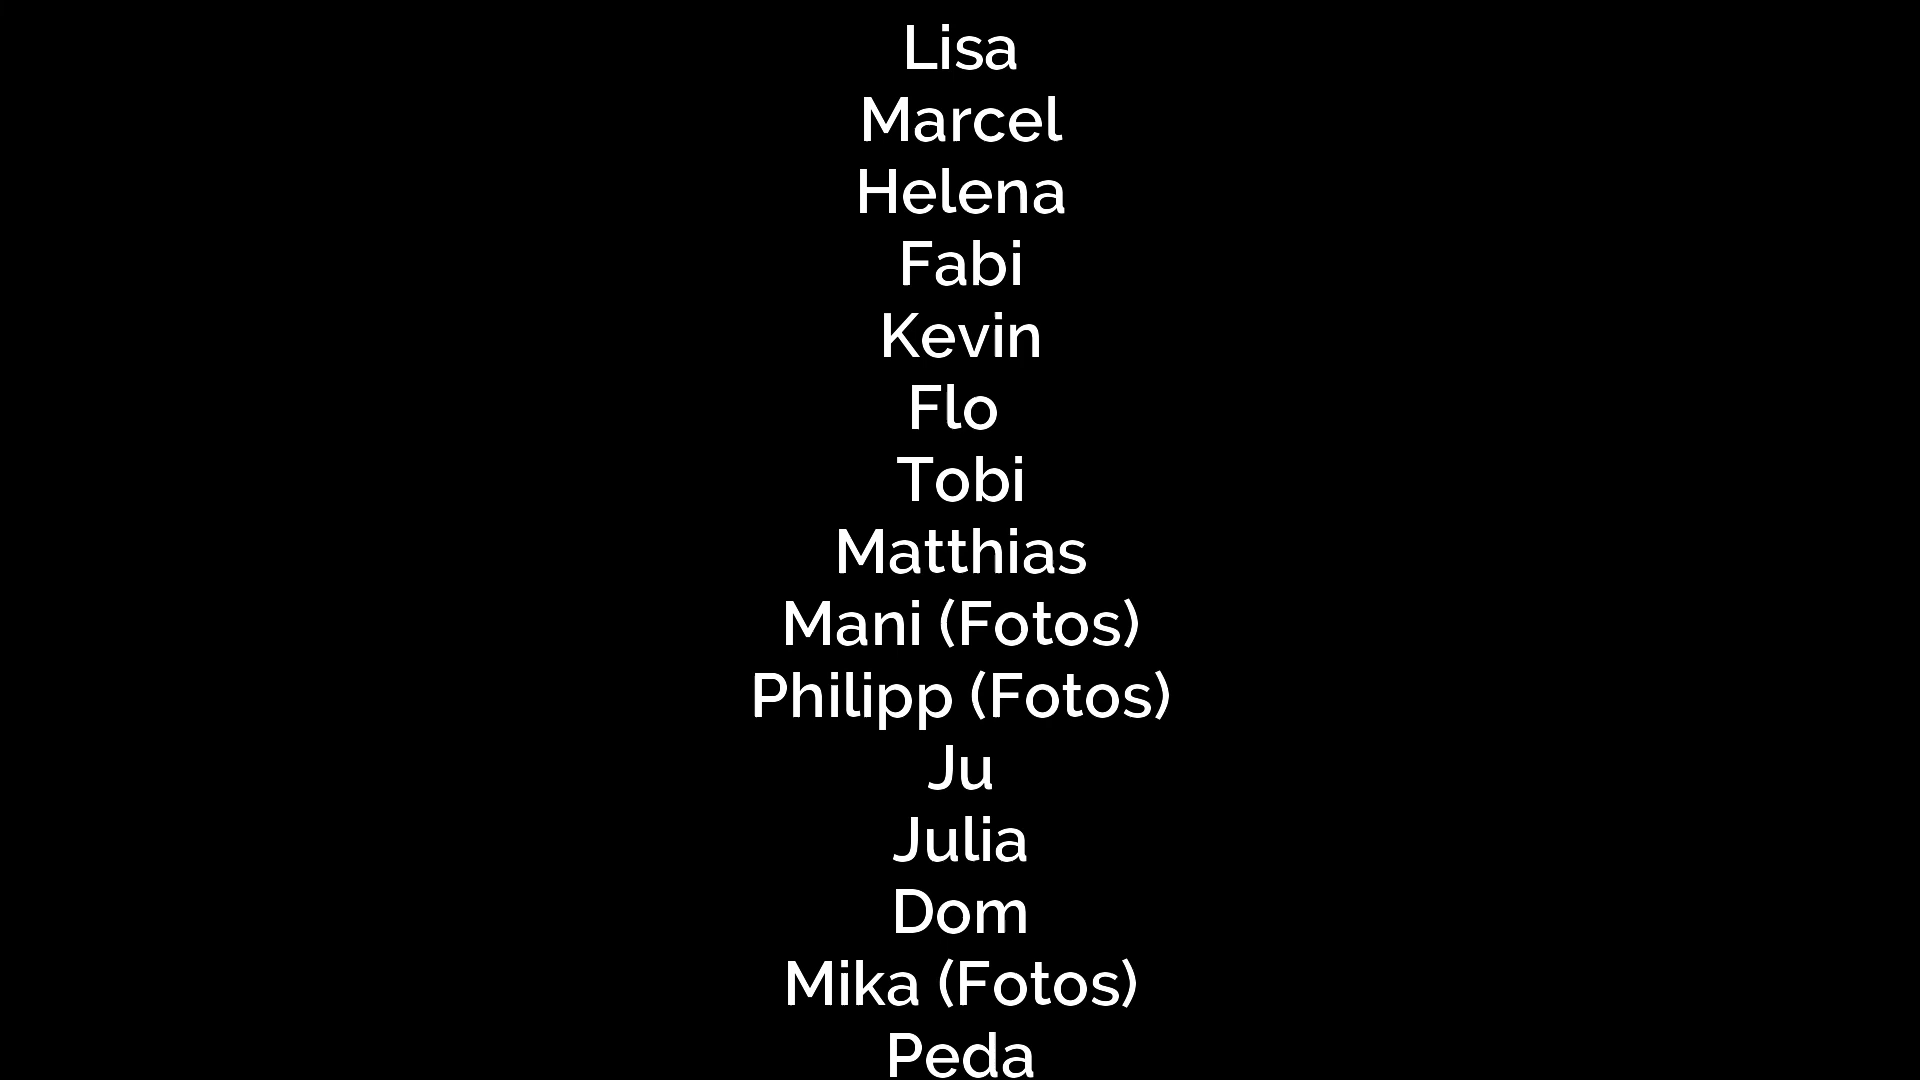 Lisa
Marcel
Helena
Fabi
Kevin
Flo
Tobi
Matthias
Mani (Fotos)
Philipp (Fotos)
Ju
Julia
Dom
Mika (Fotos)
Peda